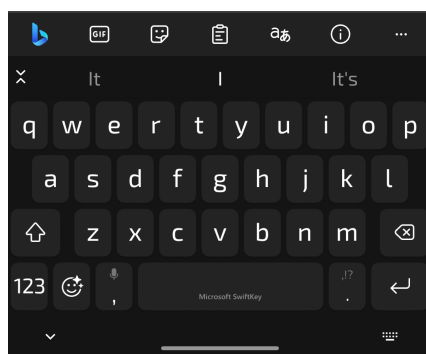 GIF aあ
It I It's
q w e r t y u i o p
a s d f g h j k l
z x c v b n m
123 , Microsoft SwiftKey ,!? .